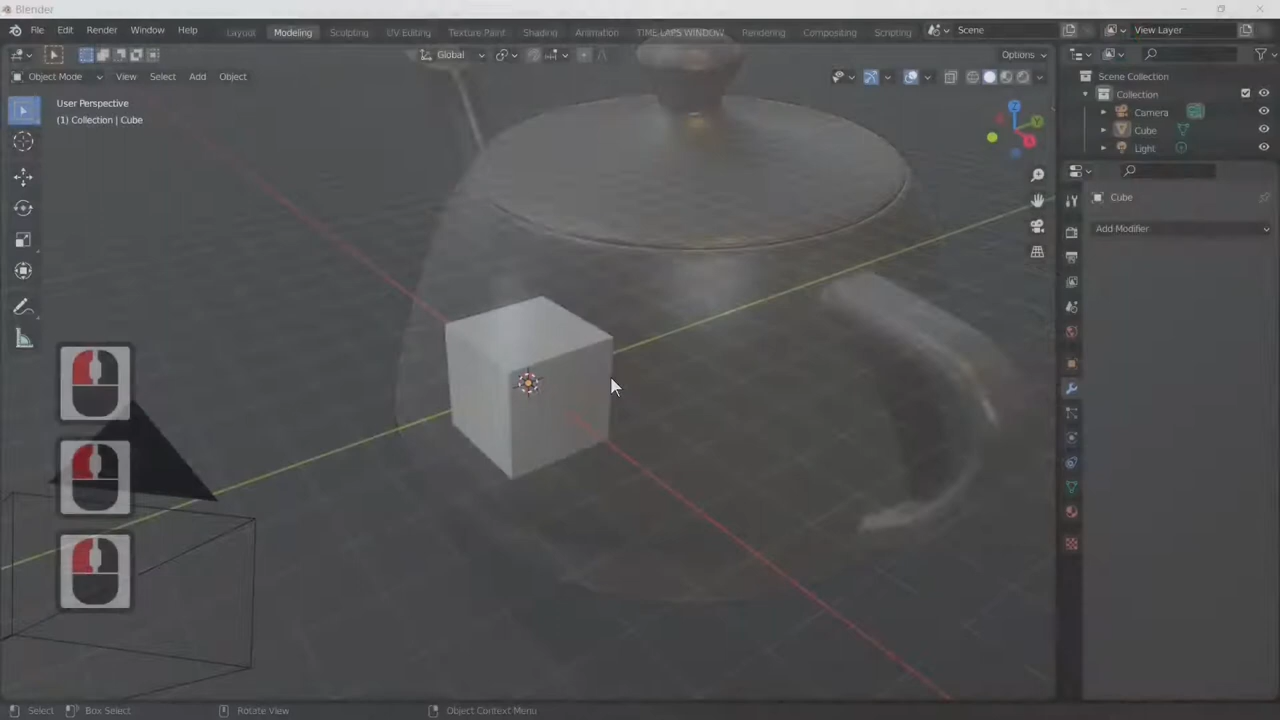 Blender
File Edit Render Window Help Layout Modeling Sculpting UV Editing Texture Paint Shading Animation TIME LAPS WINDOW Rendering Compositing Scripting Scene View Layer
Global Options
Object Mode View Select Add Object
Scene Collection
Collection
Camera
Cube
Light
User Perspective
(1) Collection | Cube
Z
Y
X
Cube
Add Modifier
Select Box Select Rotate View Object Context Menu